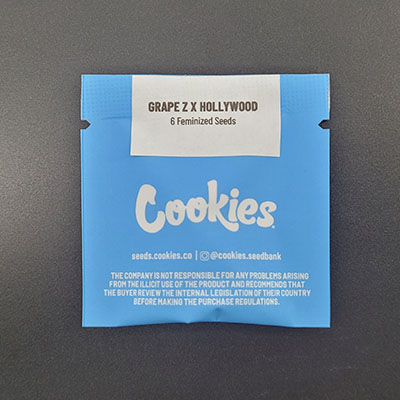 GRAPE Z X HOLLYWOOD
6 Feminized Seeds
Cookies
seeds.cookies.co | @cookies.seedbank
THE COMPANY IS NOT RESPONSIBLE FOR ANY PROBLEMS ARISING
FROM THE ILLICIT USE OF THE PRODUCT AND RECOMMENDS THAT
THE BUYER REVIEW THE INTERNAL LEGISLATION OF THEIR COUNTRY
BEFORE MAKING THE PURCHASE REGULATIONS.